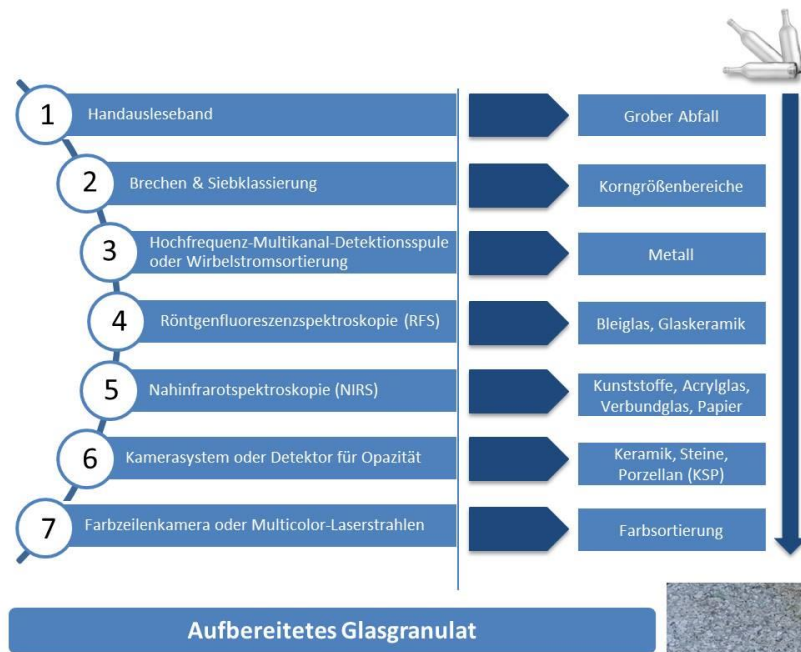 1
Handausleseband
Grober Abfall
2
Brechen & Siebklassierung
Korngrößenbereiche
3
Hochfrequenz-Multikanal-Detektionsspule
oder Wirbelstromsortierung
Metall
4
Röntgenfluoreszenzspektroskopie (RFS)
Bleiglas, Glaskeramik
5
Nahinfrarotspektroskopie (NIRS)
Kunststoffe, Acrylglas,
Verbundglas, Papier
6
Kamerasystem oder Detektor für Opazität
Keramik, Steine,
Porzellan (KSP)
7
Farbzeilenkamera oder Multicolor-Laserstrahlen
Farbsortierung
Aufbereitetes Glasgranulat